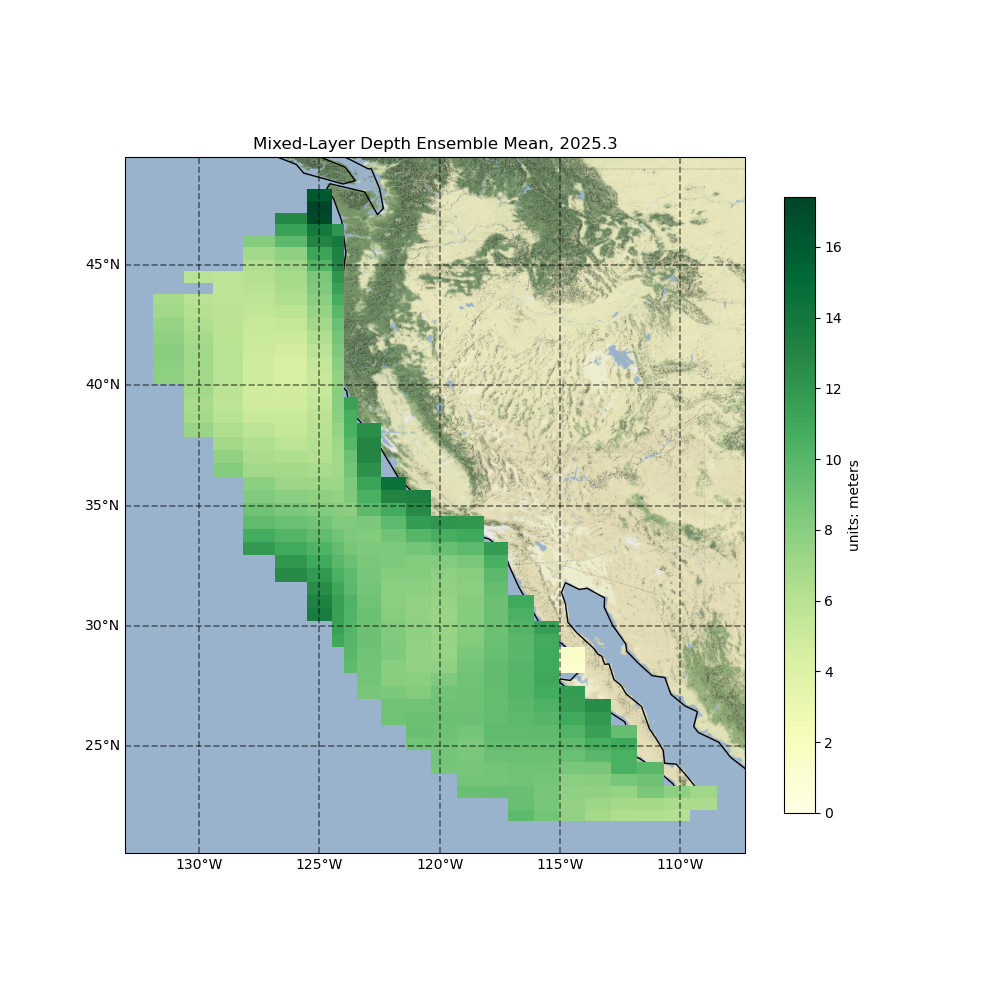 Mixed-Layer Depth Ensemble Mean, 2025.3
45°N
40°N
35°N
30°N
25°N
130°W 125°W 120°W 115°W 110°W
16
14
12
10
8
6
4
2
0
units: meters